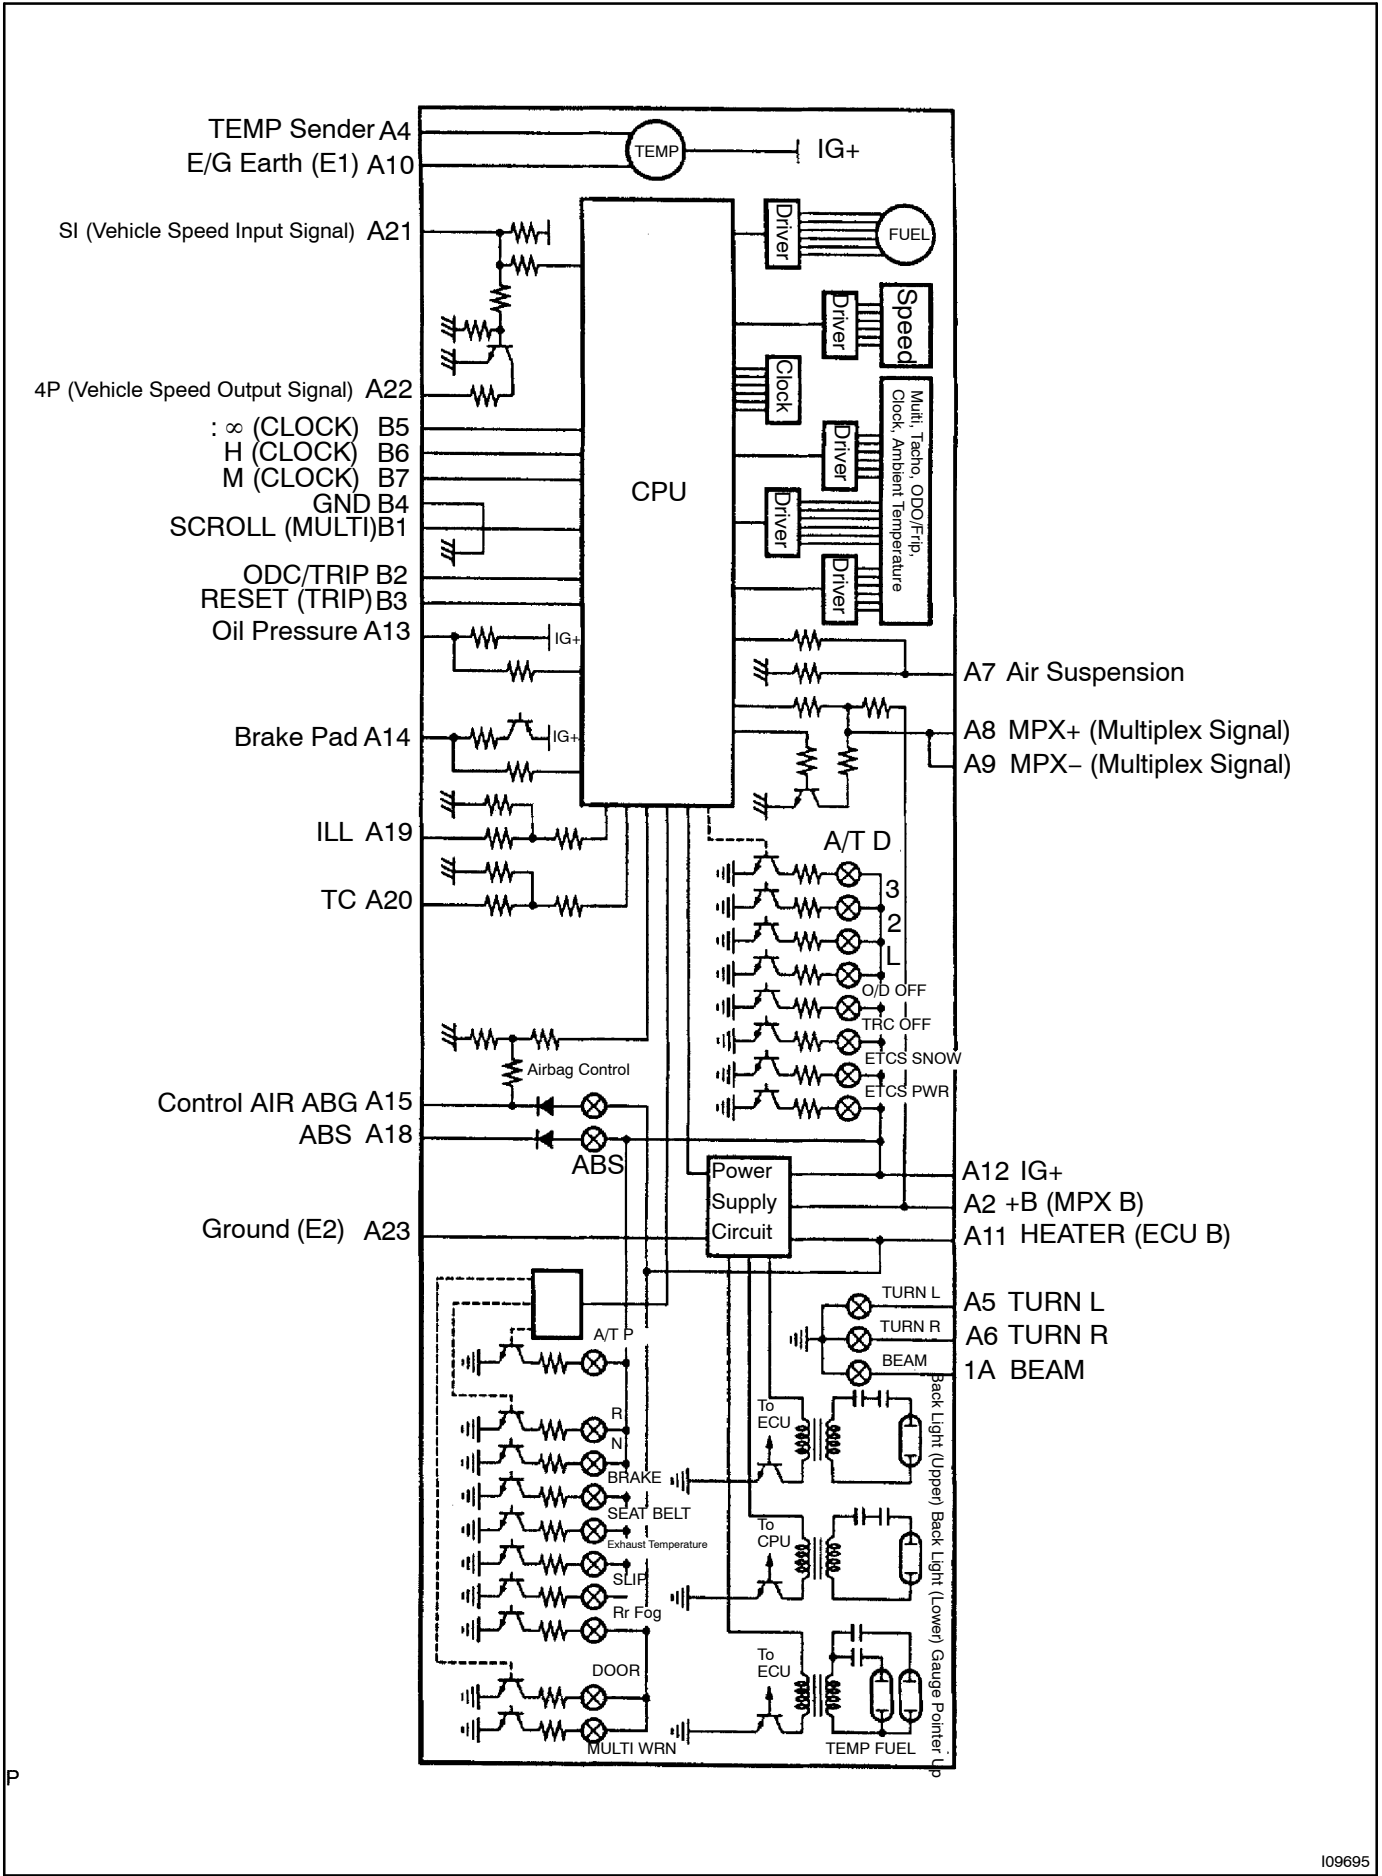 TEMP Sender A4
E/G Earth (E1) A10
TEMP
IG+
SI (Vehicle Speed Input Signal) A21
Driver
FUEL
Driver
Speed
4P (Vehicle Speed Output Signal) A22
Clock
: ∞ (CLOCK) B5
H (CLOCK) B6
M (CLOCK) B7
GND B4
SCROLL (MULTI)B1
ODC/TRIP B2
RESET (TRIP)B3
CPU
Driver
Driver
Driver
Muiti, Tacho, ODO/Frip,
Clock, Ambient Temperature
Oil Pressure A13
IG+
A7 Air Suspension
Brake Pad A14
IG+
A8 MPX+ (Multiplex Signal)
A9 MPX− (Multiplex Signal)
ILL A19
TC A20
A/T D
3
2
L
O/D OFF
TRC OFF
ETCS SNOW
ETCS PWR
Airbag Control
Control AIR ABG A15
ABS A18
ABS
Power
Supply
Circuit
A12 IG+
A2 +B (MPX B)
A11 HEATER (ECU B)
Ground (E2) A23
TURN L
A5 TURN L
TURN R
A6 TURN R
BEAM
1A BEAM
A/T P
R
N
BRAKE
SEAT BELT
Exhaust Temperature
SLIP
Rr Fog
DOOR
MULTI WRN
To
ECU
To
CPU
To
ECU
TEMP FUEL
Back Light (Upper) Back Light (Lower) Gauge Pointer Up
P
I09695